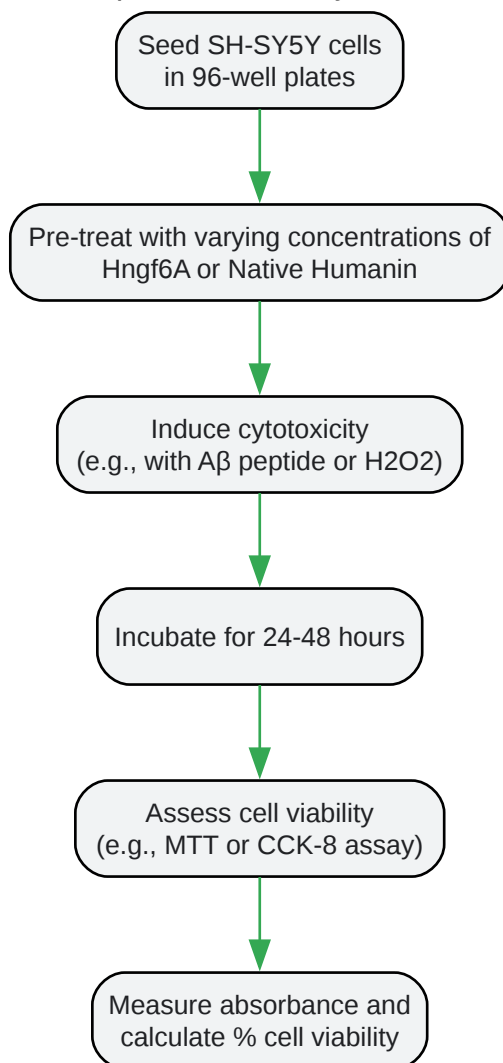 Seed SH-SY5Y cells
in 96-well plates
Pre-treat with varying concentrations of
Hngf6A or Native Humanin
Induce cytotoxicity
(e.g., with Aβ peptide or H2O2)
Incubate for 24-48 hours
Assess cell viability
(e.g., MTT or CCK-8 assay)
Measure absorbance and
calculate % cell viability